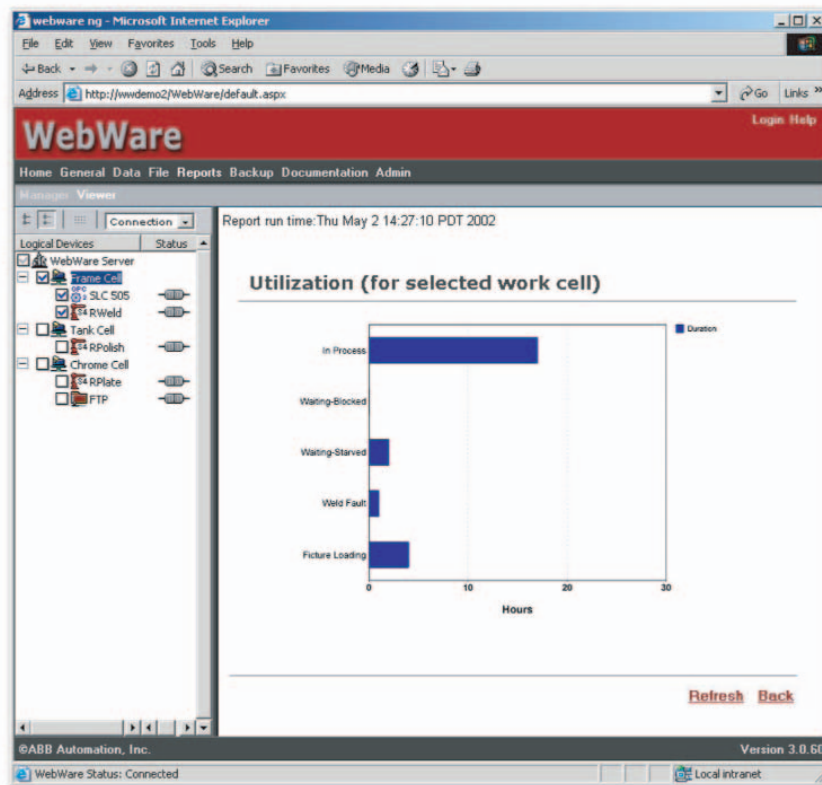 webware ng - Microsoft Internet Explorer
File Edit View Favorites Tools Help
Back Search Favorites Media
Address http://wwdemo2/WebWare/default.aspx Go Links »
Login Help
WebWare
Home General Data File Reports Backup Documentation Admin
Manager Viewer
Connection
Report run time:Thu May 2 14:27:10 PDT 2002
Logical Devices Status
WebWare Server
Frame Cell
SLC 505
RWeld
Tank Cell
RPolish
Chrome Cell
RPlate
FTP
Utilization (for selected work cell)
Duration
In Process
Waiting-Blocked
Waiting-Starved
Weld Fault
Ficture Loading
0 10 20 30
Hours
Refresh Back
©ABB Automation, Inc. Version 3.0.60
WebWare Status: Connected Local intranet